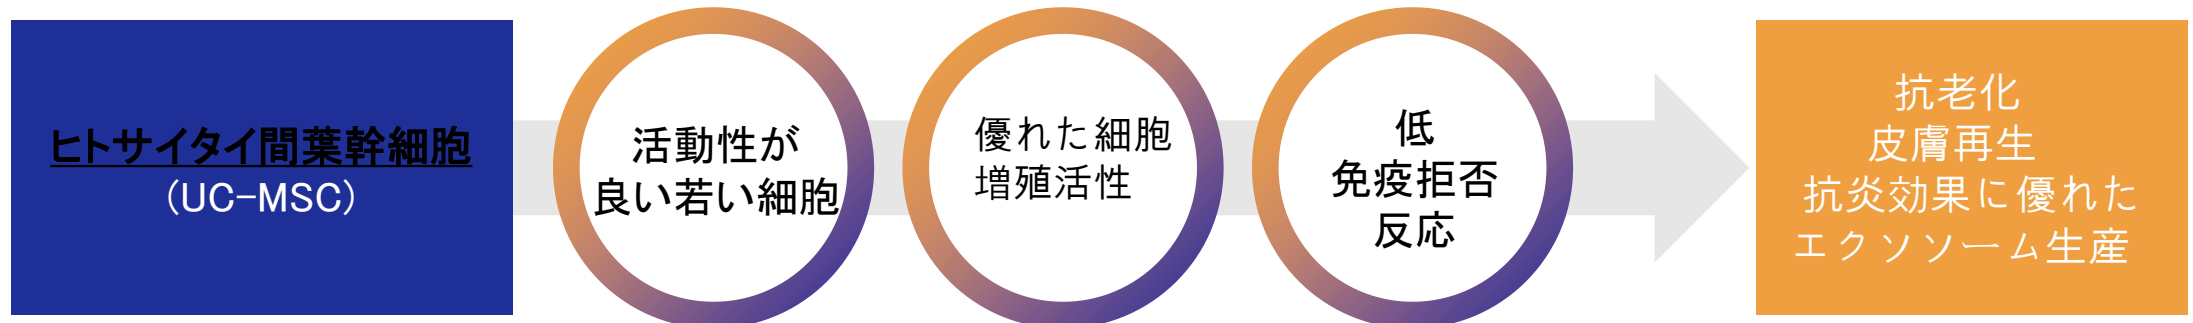 ヒトサイタイ間葉幹細胞
(UC-MSC)
活動性が
良い若い細胞
優れた細胞
増殖活性
低
免疫拒否
反応
抗老化
皮膚再生
抗炎効果に優れた
エクソソーム生産